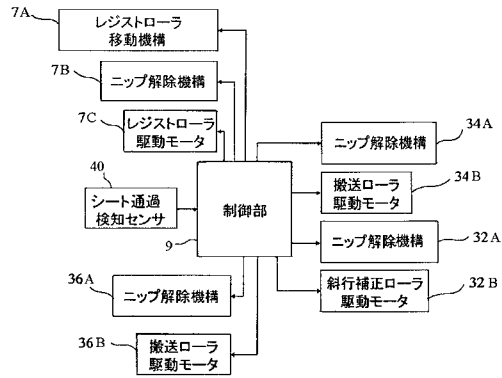 7A
レジストローラ
移動機構
7B
ニップ解除機構
7C
レジストローラ
駆動モータ
40
シート通過
検知センサ
制御部
9
36A
ニップ解除機構
36B
搬送ローラ
駆動モータ
ニップ解除機構
34A
搬送ローラ
駆動モータ
34B
ニップ解除機構
32A
斜行補正ローラ
駆動モータ
32B